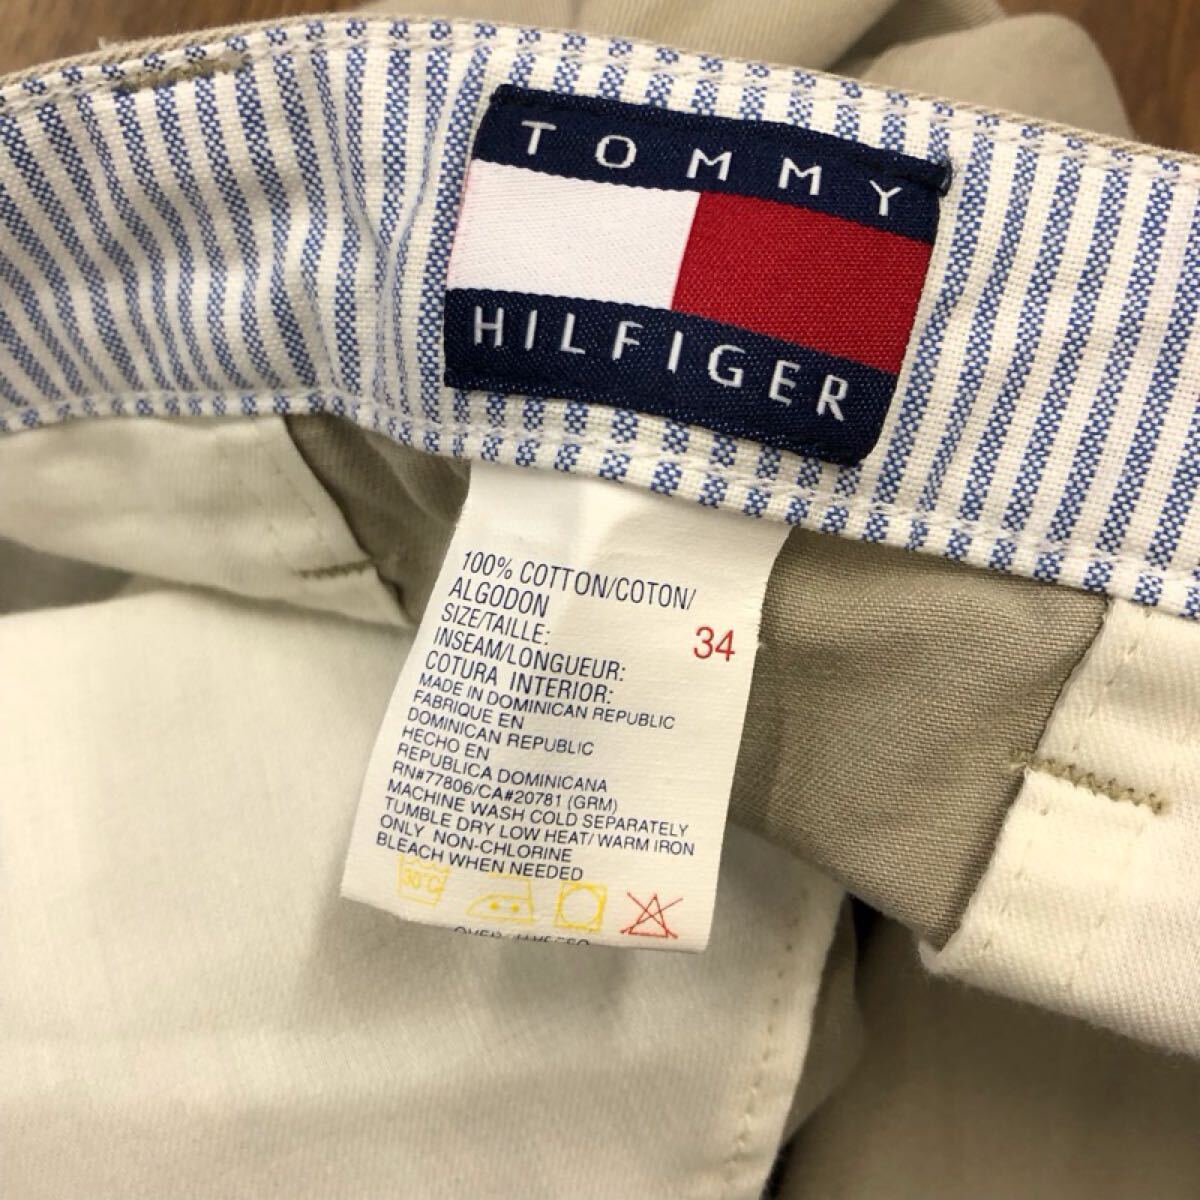 TOMMY
HILFIGER
100% COTTON/COTON/
ALGODON
SIZE/TAILLE: 34
INSEAM/LONGUEUR:
COTURA INTERIOR:
MADE IN DOMINICAN REPUBLIC
FABRIQUE EN
DOMINICAN REPUBLIC
HECHO EN
REPUBLICA DOMINICANA
RN#77806/CA#20781 (GRM)
MACHINE WASH COLD SEPARATELY
TUMBLE DRY LOW HEAT/ WARM IRON
ONLY NON-CHLORINE
BLEACH WHEN NEEDED
30°C